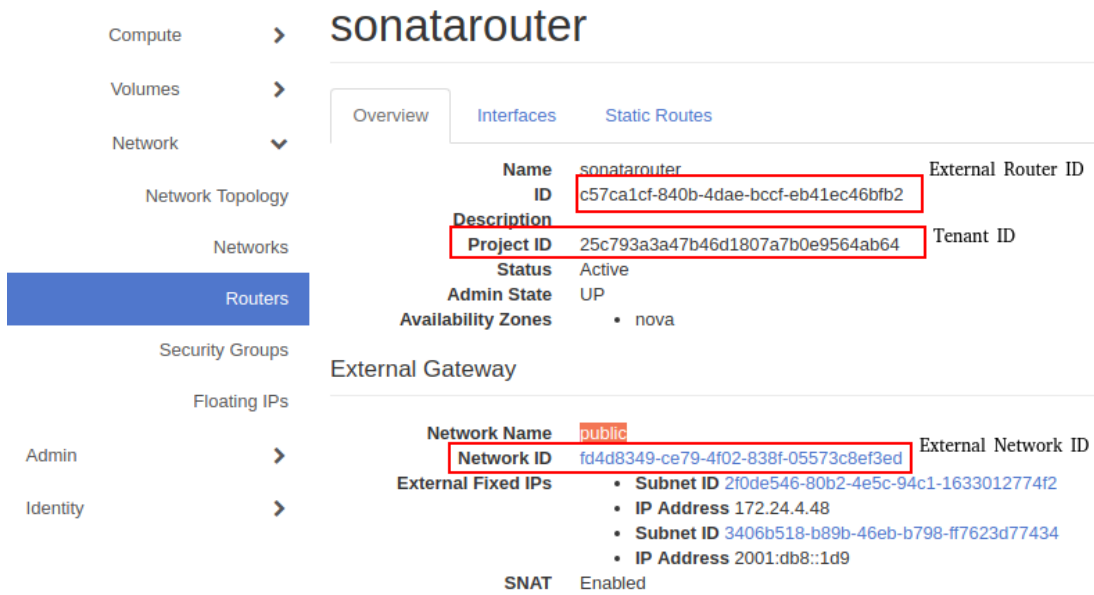 sonatarouter
Compute
Volumes
Network
Network Topology
Networks
Routers
Security Groups
Floating IPs
Admin
Identity
Overview Interfaces Static Routes
Name sonatarouter External Router ID
ID c57ca1cf-840b-4dae-bccf-eb41ec46bfb2
Description
Project ID 25c793a3a47b46d1807a7b0e9564ab64 Tenant ID
Status Active
Admin State UP
Availability Zones • nova
External Gateway
Network Name public
Network ID fd4d8349-ce79-4f02-838f-05573c8ef3ed External Network ID
External Fixed IPs • Subnet ID 2f0de546-80b2-4e5c-94c1-1633012774f2
• IP Address 172.24.4.48
• Subnet ID 3406b518-b89b-46eb-b798-ff7623d77434
• IP Address 2001:db8::1d9
SNAT Enabled